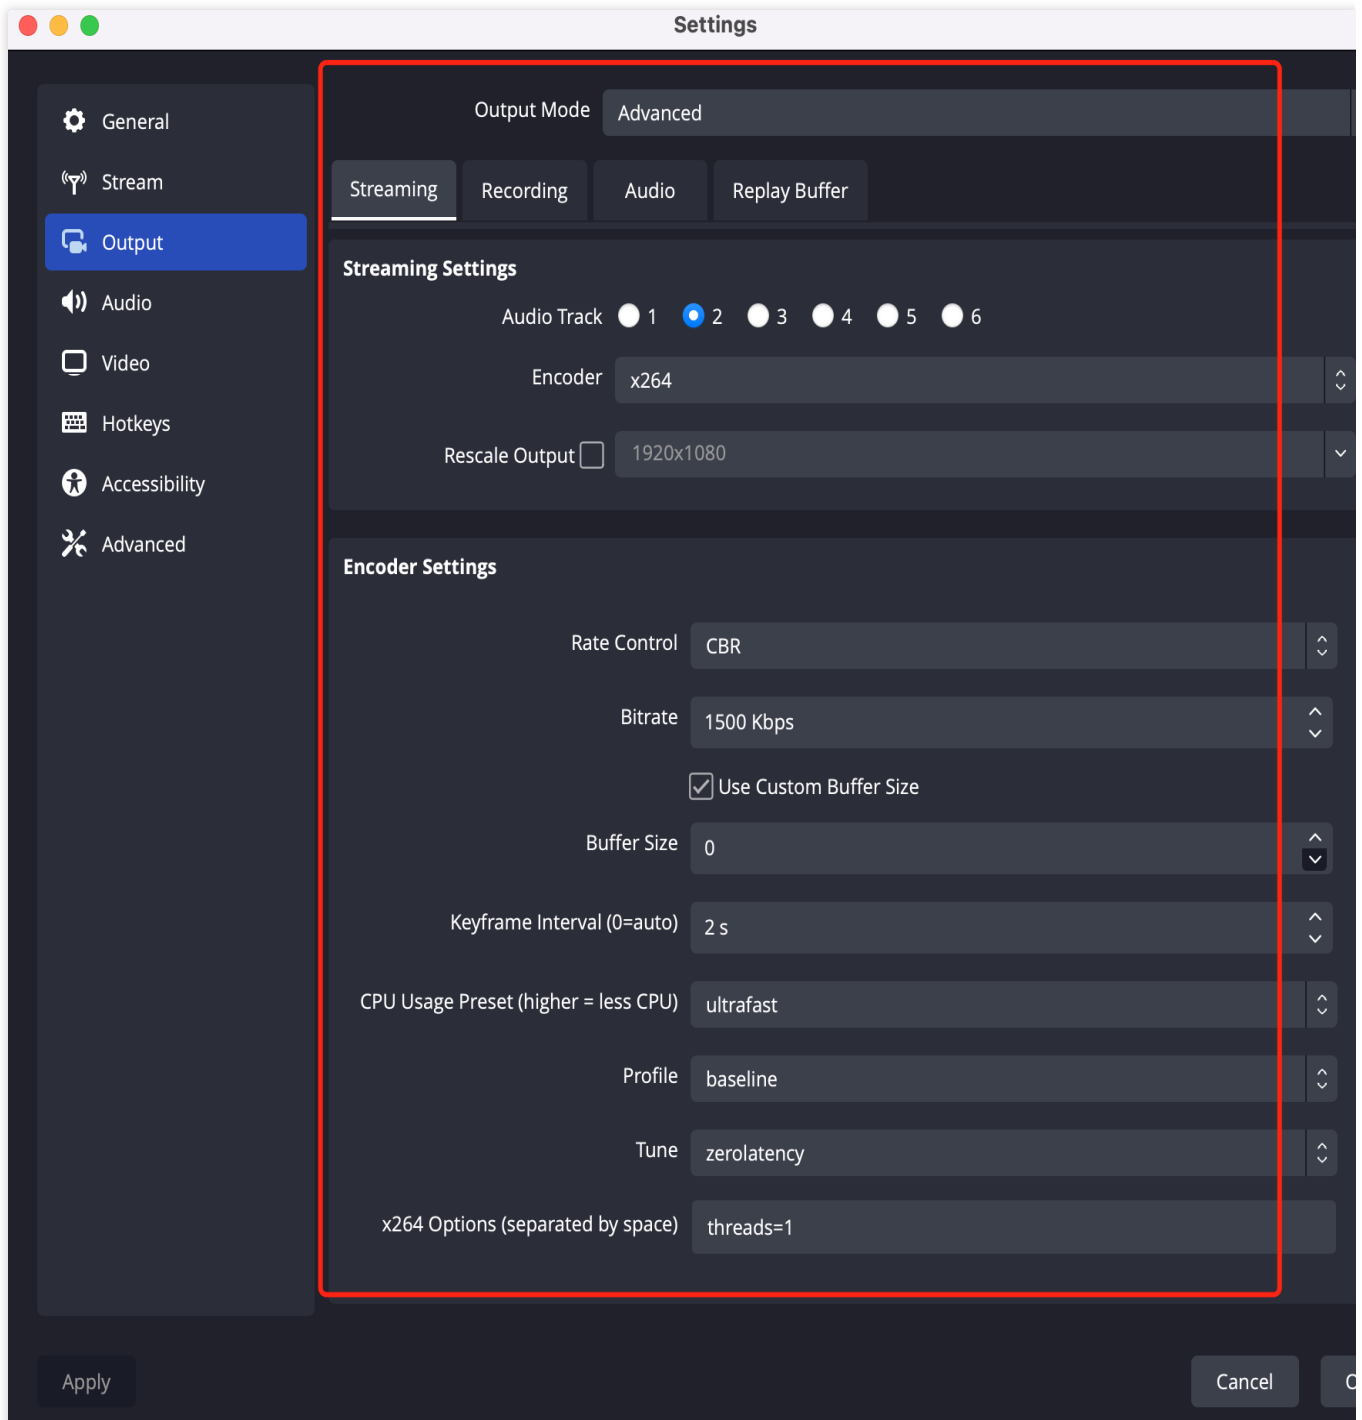 Settings
General
Stream
Output
Audio
Video
Hotkeys
Accessibility
Advanced
Output Mode Advanced
Streaming Recording Audio Replay Buffer
Streaming Settings
Audio Track 1 2 3 4 5 6
Encoder x264
Rescale Output 1920x1080
Encoder Settings
Rate Control CBR
Bitrate 1500 Kbps
Use Custom Buffer Size
Buffer Size 0
Keyframe Interval (0=auto) 2 s
CPU Usage Preset (higher = less CPU) ultrafast
Profile baseline
Tune zerolatency
x264 Options (separated by space) threads=1
Apply Cancel